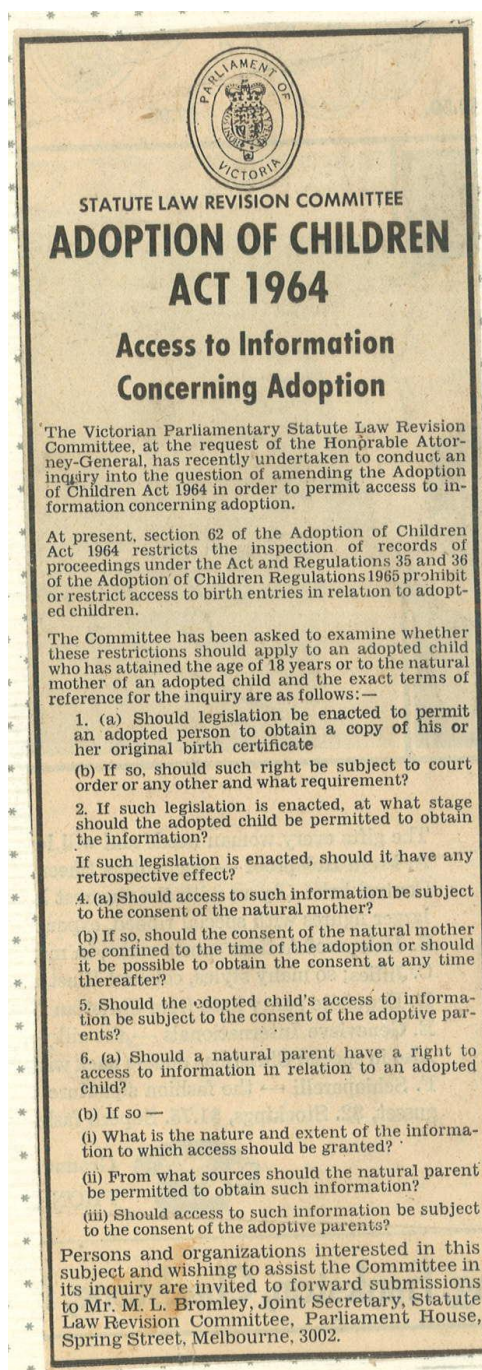 PARLIAMENT OF
VICTORIA
STATUTE LAW REVISION COMMITTEE
ADOPTION OF CHILDREN
ACT 1964
Access to Information
Concerning Adoption
The Victorian Parliamentary Statute Law Revision
Committee, at the request of the Honorable Attor-
ney-General, has recently undertaken to conduct an
inquiry into the question of amending the Adoption
of Children Act 1964 in order to permit access to in-
formation concerning adoption.
At present, section 62 of the Adoption of Children
Act 1964 restricts the inspection of records of
proceedings under the Act and Regulations 35 and 36
of the Adoption of Children Regulations 1965 prohibit
or restrict access to birth entries in relation to adopt-
ed children.
The Committee has been asked to examine whether
these restrictions should apply to an adopted child
who has attained the age of 18 years or to the natural
mother of an adopted child and the exact terms of
reference for the inquiry are as follows:—
1. (a) Should legislation be enacted to permit
an adopted person to obtain a copy of his or
her original birth certificate
(b) If so, should such right be subject to court
order or any other and what requirement?
2. If such legislation is enacted, at what stage
should the adopted child be permitted to obtain
the information?
If such legislation is enacted, should it have any
retrospective effect?
4. (a) Should access to such information be subject
to the consent of the natural mother?
(b) If so, should the consent of the natural mother
be confined to the time of the adoption or should
it be possible to obtain the consent at any time
thereafter?
5. Should the adopted child's access to informa-
tion be subject to the consent of the adoptive par-
ents?
6. (a) Should a natural parent have a right to
access to information in relation to an adopted
child?
(b) If so —
(i) What is the nature and extent of the informa-
tion to which access should be granted?
(ii) From what sources should the natural parent
be permitted to obtain such information?
(iii) Should access to such information be subject
to the consent of the adoptive parents?
Persons and organizations interested in this
subject and wishing to assist the Committee in
its inquiry are invited to forward submissions
to Mr. M. L. Bromley, Joint Secretary, Statute
Law Revision Committee, Parliament House,
Spring Street, Melbourne, 3002.